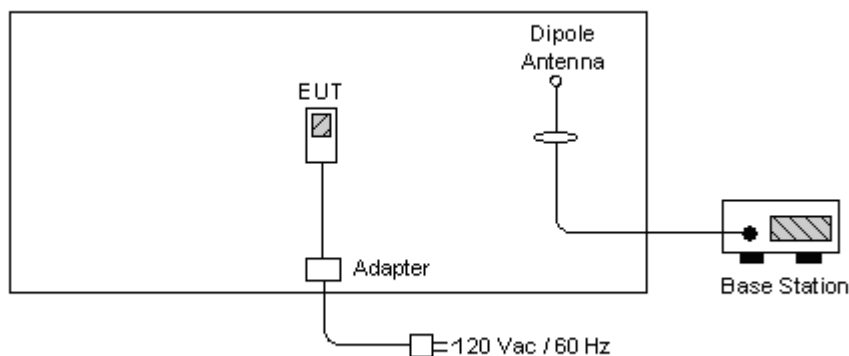 Dipole
Antenna
EUT
Adapter
Base Station
120 Vac / 60 Hz